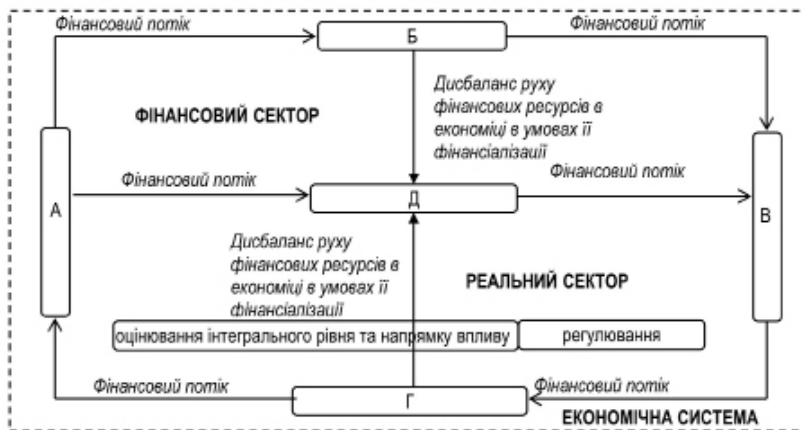 Фінансовий потік
Б
Фінансовий потік
Дисбаланс руху
фінансових ресурсів в
економіці в умовах її
фінансіалізації
ФІНАНСОВИЙ СЕКТОР
А
Фінансовий потік
Д
Фінансовий потік
В
Дисбаланс руху
фінансових ресурсів в
економіці в умовах її
фінансіалізації
РЕАЛЬНИЙ СЕКТОР
оцінювання інтегрального рівня та напрямку впливу
регулювання
Фінансовий потік
Г
Фінансовий потік
ЕКОНОМІЧНА СИСТЕМА